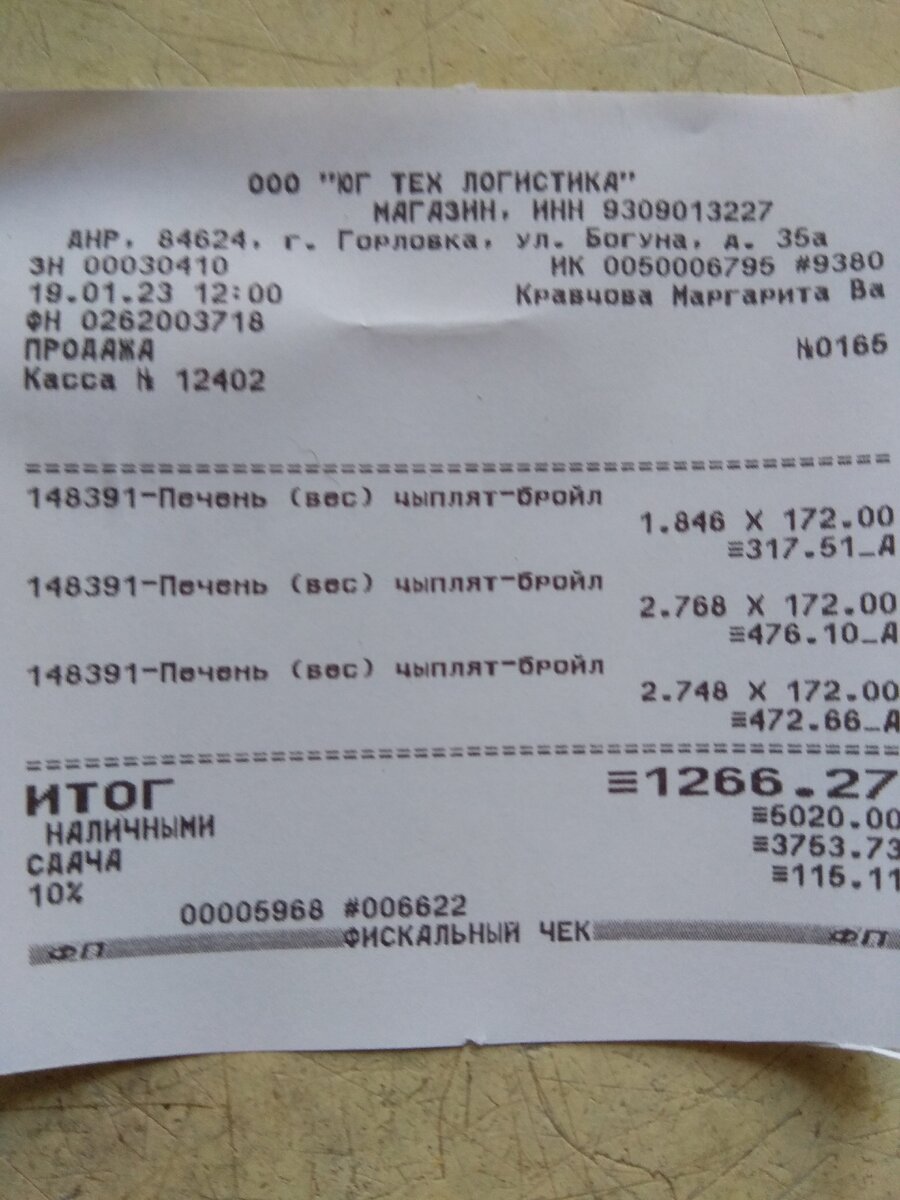 ООО "ЮГ ТЕХ ЛОГИСТИКА"
МАГАЗИН, ИНН 9309013227
ДНР, 84624, г. Горловка, ул. Богуна, д. 35а
ЗН 00030410 ИК 0050006795 #9380
19.01.23 12:00 Кравчова Маргарита Ва
ФН 0262003718
ПРОДАЖА №0165
Касса № 12402
148391-Печень (вес) цыплят-бройл
1.846 X 172.00
≡317.51_А
148391-Печень (вес) цыплят-бройл
2.768 X 172.00
≡476.10_А
148391-Печень (вес) цыплят-бройл
2.748 X 172.00
≡472.66_А
ИТОГ ≡1266.27
НАЛИЧНЫМИ ≡5020.00
СДАЧА ≡3753.73
10% ≡115.11
00005968 #006622
ФП ФИСКАЛЬНЫЙ ЧЕК ФП